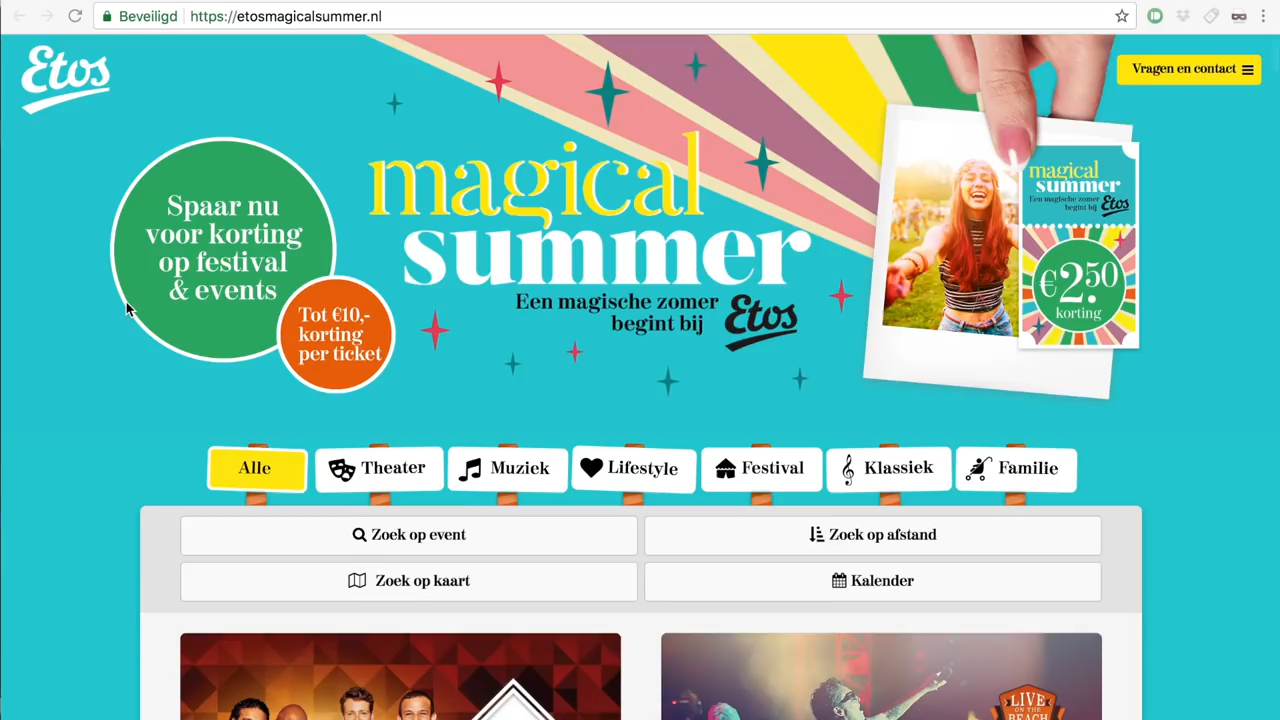 Beveiligd
https://etosmagicalsummer.nl
Etos
Vragen en contact
Spaar nu
voor korting
op festival
& events
Tot €10,-
korting
per ticket
magical
summer
Een magische zomer
begint bij Etos
magical
summer
Een magische zomer
begint bij Etos
€2.50
korting
Alle
Theater
Muziek
Lifestyle
Festival
Klassiek
Familie
Zoek op event
Zoek op afstand
Zoek op kaart
Kalender
LIVE
ON THE
BEACH